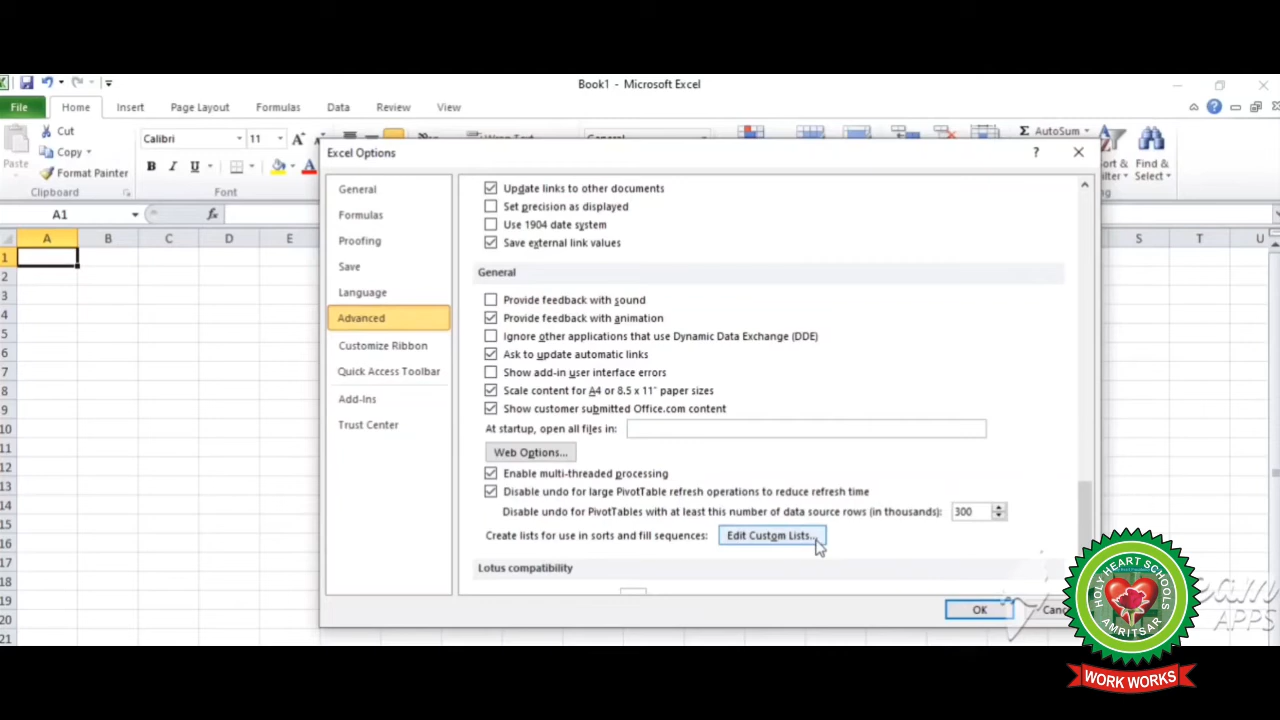 Book1 - Microsoft Excel
File Home Insert Page Layout Formulas Data Review View
Cut
Copy
Format Painter
Paste
Clipboard
Calibri 11
B I U
Font
Wrap Text
General
Σ AutoSum
Sort & Find &
Select
A1
fx
A B C D E S T U
1
2
3
4
5
6
7
8
9
10
11
12
13
14
15
16
17
18
19
20
21
Excel Options
General
Formulas
Proofing
Save
Language
Advanced
Customize Ribbon
Quick Access Toolbar
Add-Ins
Trust Center
Update links to other documents
Set precision as displayed
Use 1904 date system
Save external link values
General
Provide feedback with sound
Provide feedback with animation
Ignore other applications that use Dynamic Data Exchange (DDE)
Ask to update automatic links
Show add-in user interface errors
Scale content for A4 or 8.5 x 11" paper sizes
Show customer submitted Office.com content
At startup, open all files in:
Web Options...
Enable multi-threaded processing
Disable undo for large PivotTable refresh operations to reduce refresh time
Disable undo for PivotTables with at least this number of data source rows (in thousands): 300
Create lists for use in sorts and fill sequences: Edit Custom Lists...
Lotus compatibility
OK
HOLY HEART SCHOOLS
AMRITSAR
WORK WORKS
APPS